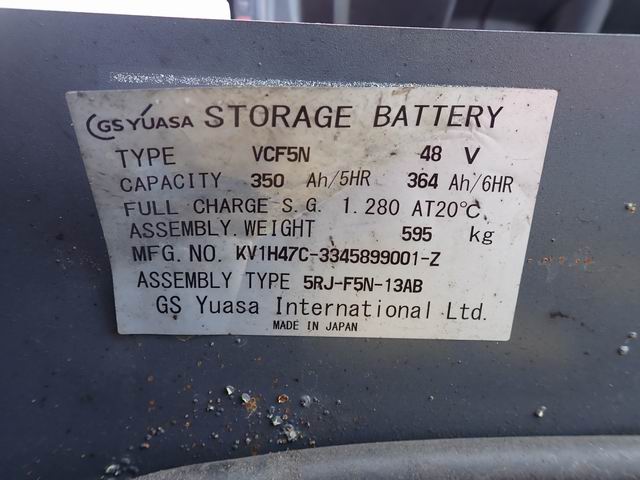 GS YUASA STORAGE BATTERY
TYPE VCF5N 48 V
CAPACITY 350 Ah/5HR 364 Ah/6HR
FULL CHARGE S.G. 1.280 AT20℃
ASSEMBLY.WEIGHT 595 kg
MFG.NO. KV1H47C-3345899001-Z
ASSEMBLY TYPE 5RJ-F5N-13AB
GS Yuasa International Ltd.
MADE IN JAPAN